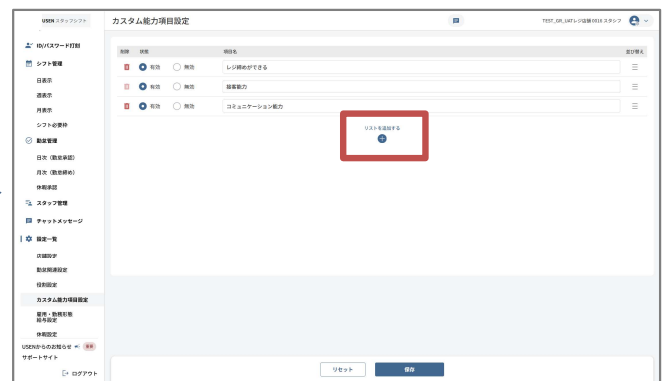 USEN スタッフシフト
カスタム能力項目設定
TEST_GR_UATレジ店舗 001K スタシフ
ID/パスワード打刻
シフト管理
日表示
週表示
月表示
シフト必要枠
勤怠管理
日次(勤怠承認)
月次(勤怠締め)
休暇承認
スタッフ管理
チャットメッセージ
設定一覧
店舗設定
勤怠関連設定
役割設定
カスタム能力項目設定
雇用・勤務形態
給与設定
休暇設定
USENからのお知らせ
重要
サポートサイト
ログアウト
削除 状態 項目名 並び替え
有効 無効 レジ締めができる
有効 無効 接客能力
有効 無効 コミュニケーション能力
リストを追加する
リセット 保存